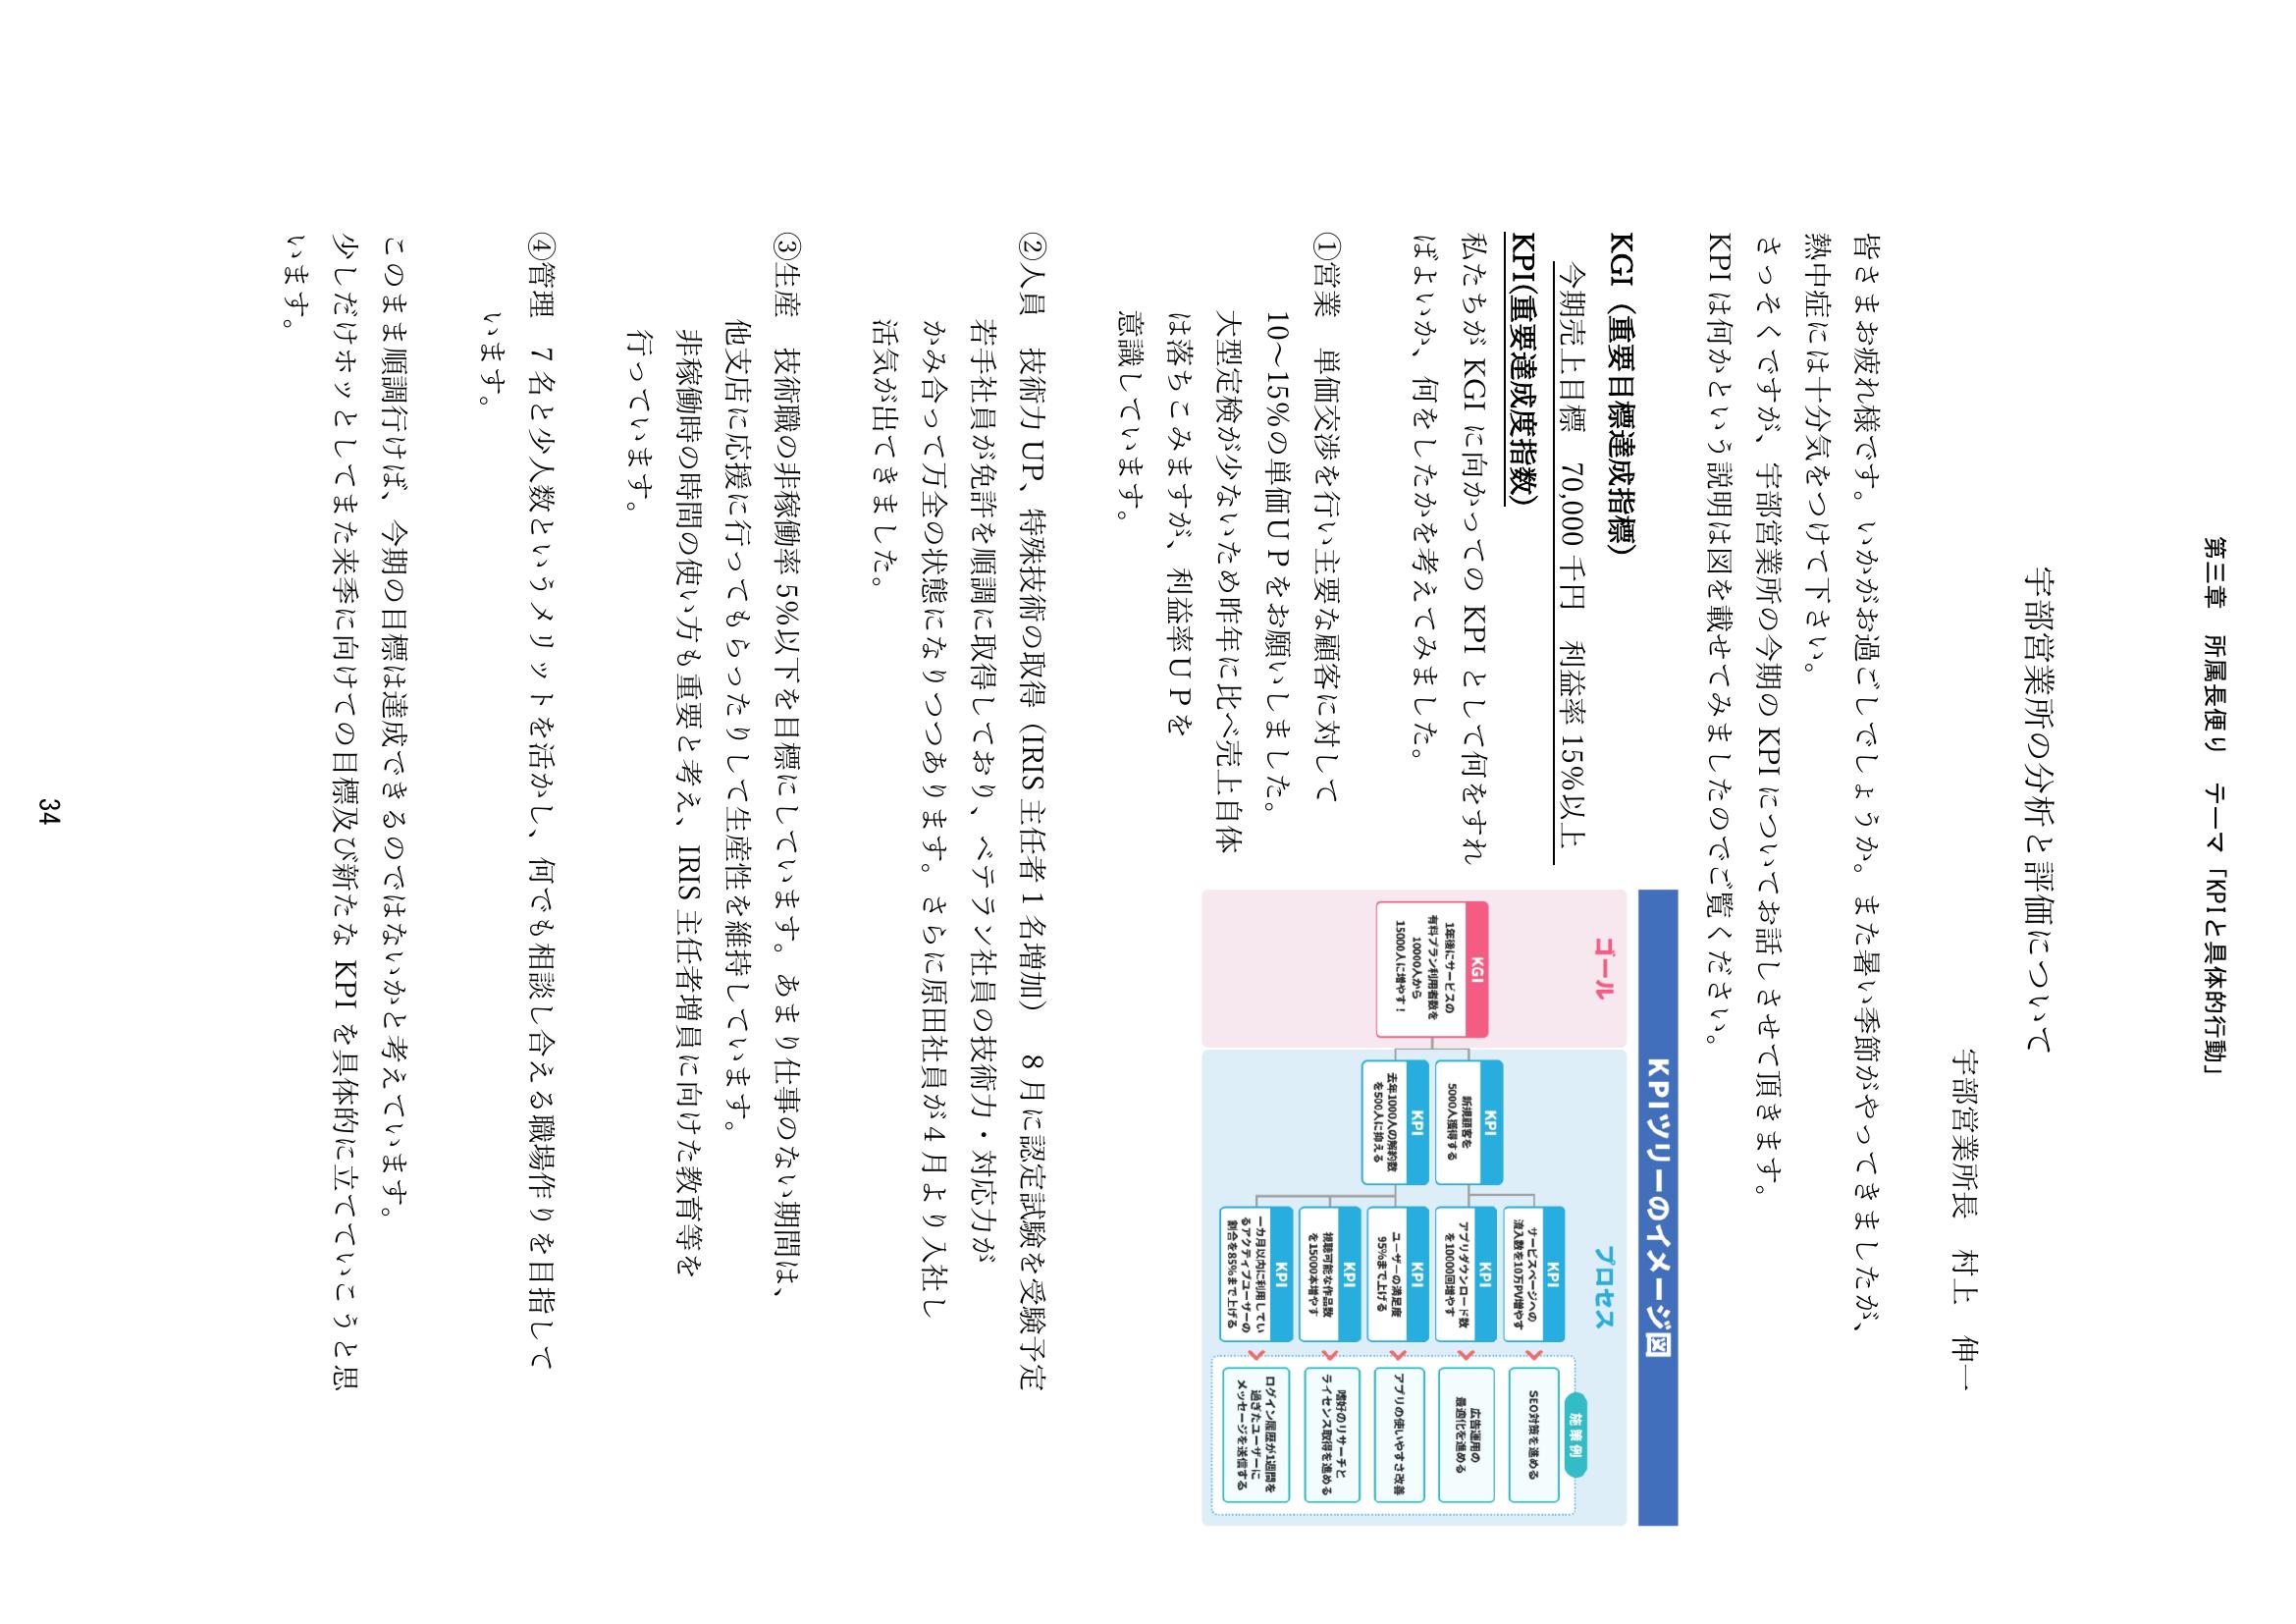 第三章　所属長便り　テーマ「KPIと具体的行動」
宇部営業所の分析と評価について
宇部営業所長　村上　伸一
皆さまお疲れ様です。いかがお過ごしでしょうか。また暑い季節がやってきましたが、
熱中症には十分気をつけて下さい。
さっそくですが、宇部営業所の今期の KPI についてお話しさせて頂きます。
KPI は何かという説明は図を載せてみましたのでご覧ください。
KGI（重要目標達成指標）
今期売上目標　70,000 千円　利益率 15%以上
KPI(重要達成度指数)
私たちが KGI に向かっての KPI として何をすれ
ばよいか、何をしたかを考えてみました。
①営業　単価交渉を行い主要な顧客に対して
10～15%の単価UPをお願いしました。
大型定検が少ないため昨年に比べ売上自体
は落ちこみますが、利益率UPを
意識しています。
KPIツリーのイメージ図
ゴール
プロセス
施策例
KGI
1年後にサービスの
有料プラン利用者数を
10000人から
15000人に増やす！
KPI
新規顧客を
5000人獲得する
KPI
去年1000人の解約数
を500人に抑える
KPI
サービスページへの
流入数を10万PV増やす
SEO対策を進める
KPI
アプリダウンロード数
を10000回増やす
広告運用の
最適化を進める
KPI
ユーザーの満足度
95%まで上げる
アプリの使いやすさ改善
KPI
視聴可能な作品数
を15000本増やす
嗜好のリサーチと
ライセンス取得を進める
KPI
一カ月以内に利用してい
るアクティブユーザーの
割合を85%まで上げる
ログイン履歴が1週間を
過ぎたユーザーに
メッセージを送信する
②人員　技術力 UP、特殊技術の取得（IRIS 主任者 1 名増加）　8 月に認定試験を受験予定
若手社員が免許を順調に取得しており、ベテラン社員の技術力・対応力が
かみ合って万全の状態になりつつあります。さらに原田社員が 4 月より入社し
活気が出てきました。
③生産　技術職の非稼働率 5%以下を目標にしています。あまり仕事のない期間は、
他支店に応援に行ってもらったりして生産性を維持しています。
非稼働時の時間の使い方も重要と考え、IRIS 主任者増員に向けた教育等を
行っています。
④管理　7 名と少人数というメリットを活かし、何でも相談し合える職場作りを目指して
います。
このまま順調行けば、今期の目標は達成できるのではないかと考えています。
少しだけホッとしてまた来季に向けての目標及び新たな KPI を具体的に立てていこうと思
います。
34